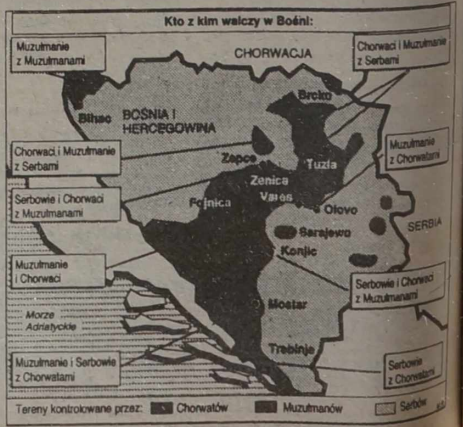 Kto z kim walczy w Bośni:
Muzułmanie
z Muzułmanami
CHORWACJA
Chorwaci i Muzułmanie
z Serbami
Bihac
BOŚNIA I
HERCEGOWINA
Brcko
Chorwaci i Muzułmanie
z Serbami
Muzułmanie
z Chorwatami
Zepce
Tuzla
Zenica
Serbowie i Chorwaci
z Muzułmanami
Fojnica
Vares
Olovo
Sarajewo
SERBIA
Konjic
Muzułmanie
i Chorwaci
Serbowie i Chorwaci
z Muzułmanami
Morze
Adriatyckie
Mostar
Muzułmanie i Serbowie
z Chorwatami
Trebinje
Serbowie
z Chorwatami
Tereny kontrolowane przez: Chorwatów Muzułmanów Serbów